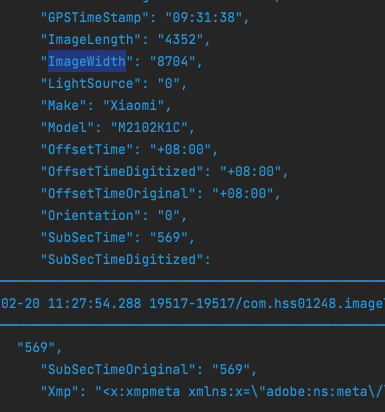 "GPSTimeStamp": "09:31:38",
"ImageLength": "4352",
"ImageWidth": "8704",
"LightSource": "0",
"Make": "Xiaomi",
"Model": "M2102K1C",
"OffsetTime": "+08:00",
"OffsetTimeDigitized": "+08:00",
"OffsetTimeOriginal": "+08:00",
"Orientation": "0",
"SubSecTime": "569",
"SubSecTimeDigitized":
02-20 11:27:54.288 19517-19517/com.hss01248.image
"569",
"SubSecTimeOriginal": "569",
"Xmp": "<x:xmpmeta xmlns:x=\"adobe:ns:meta\/